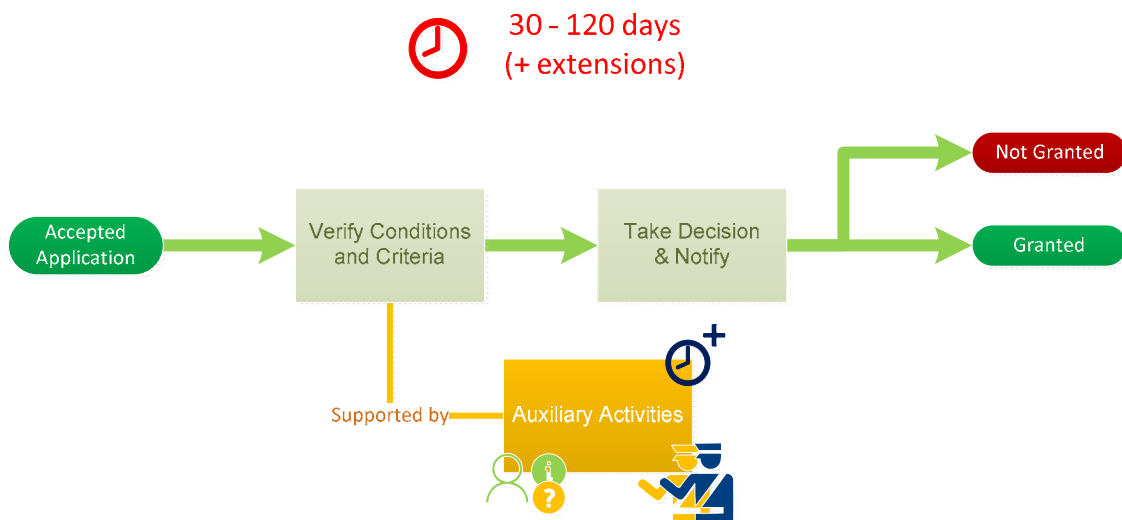 30 - 120 days
(+ extensions)
Not Granted
Accepted
Application
Verify Conditions
and Criteria
Take Decision
& Notify
Granted
Supported by
Auxiliary Activities
i
?